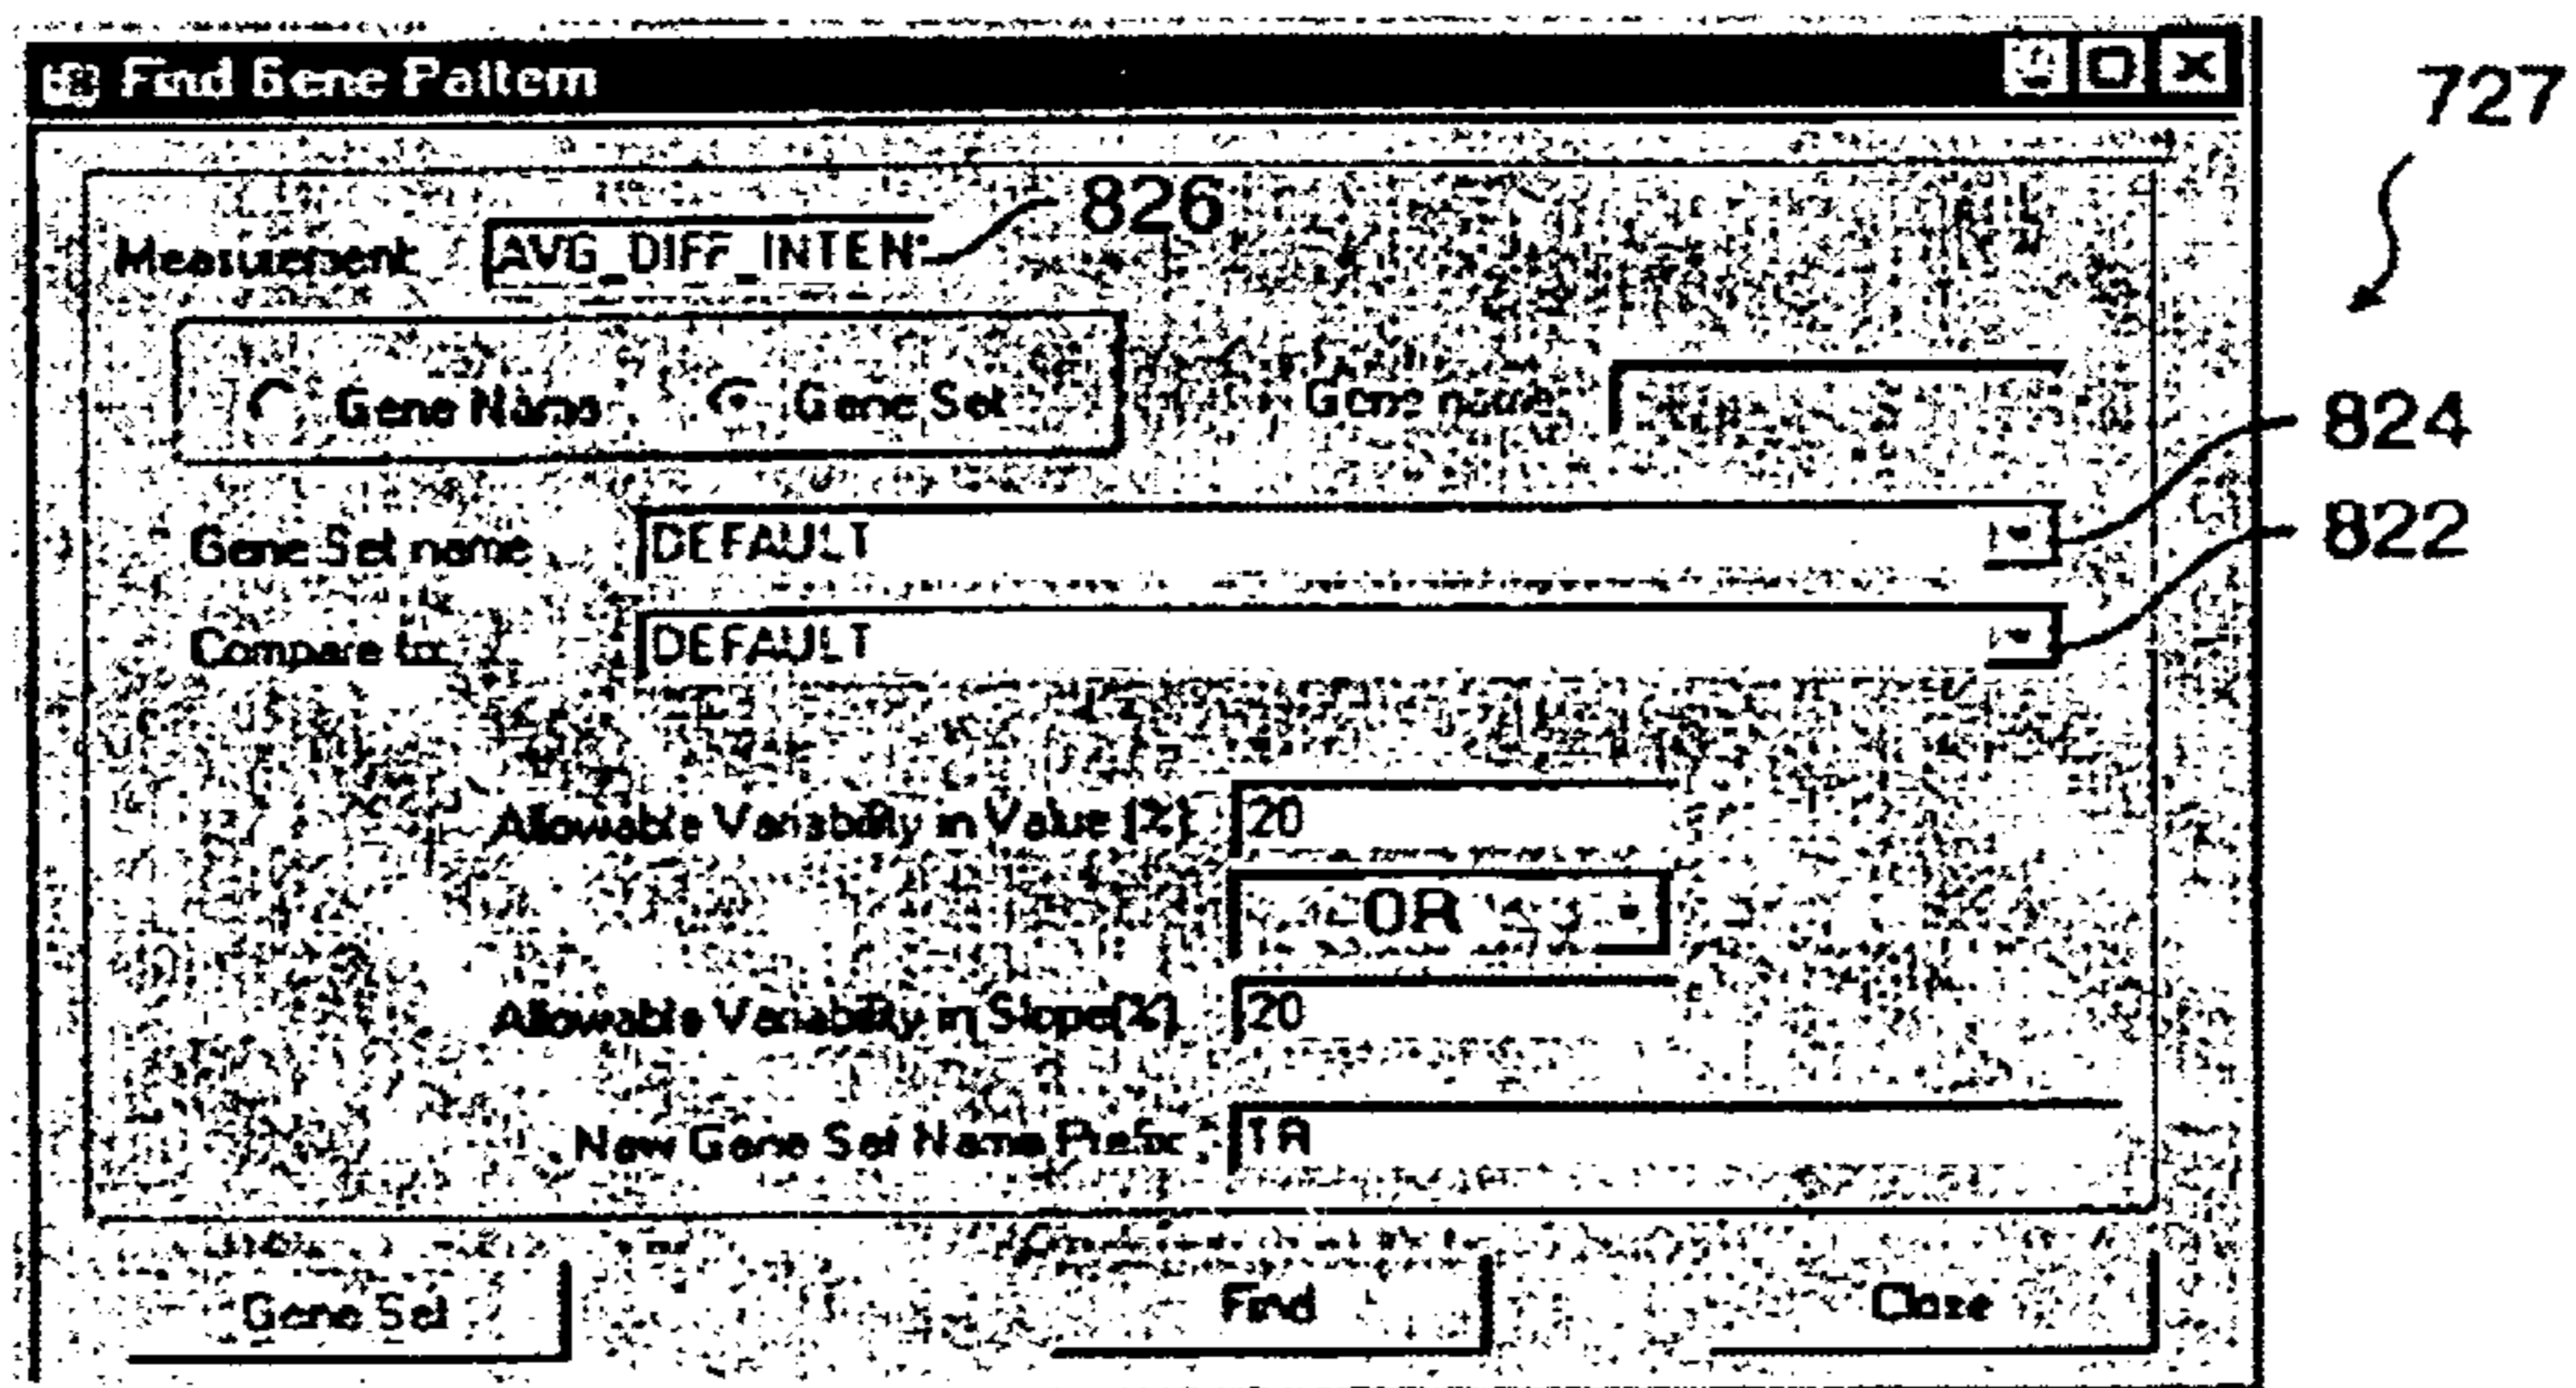 Find Gene Pattern
727
Measurement AVG_DIFF_INTEN 826
Gene Name Gene Set Gene name
824
Gene Set name DEFAULT
822
Compare to: DEFAULT
Allowable Variability in Value (%) 20
OR
Allowable Variability in Slope(%) 20
New Gene Set Name Prefix
Gene Set Find Close